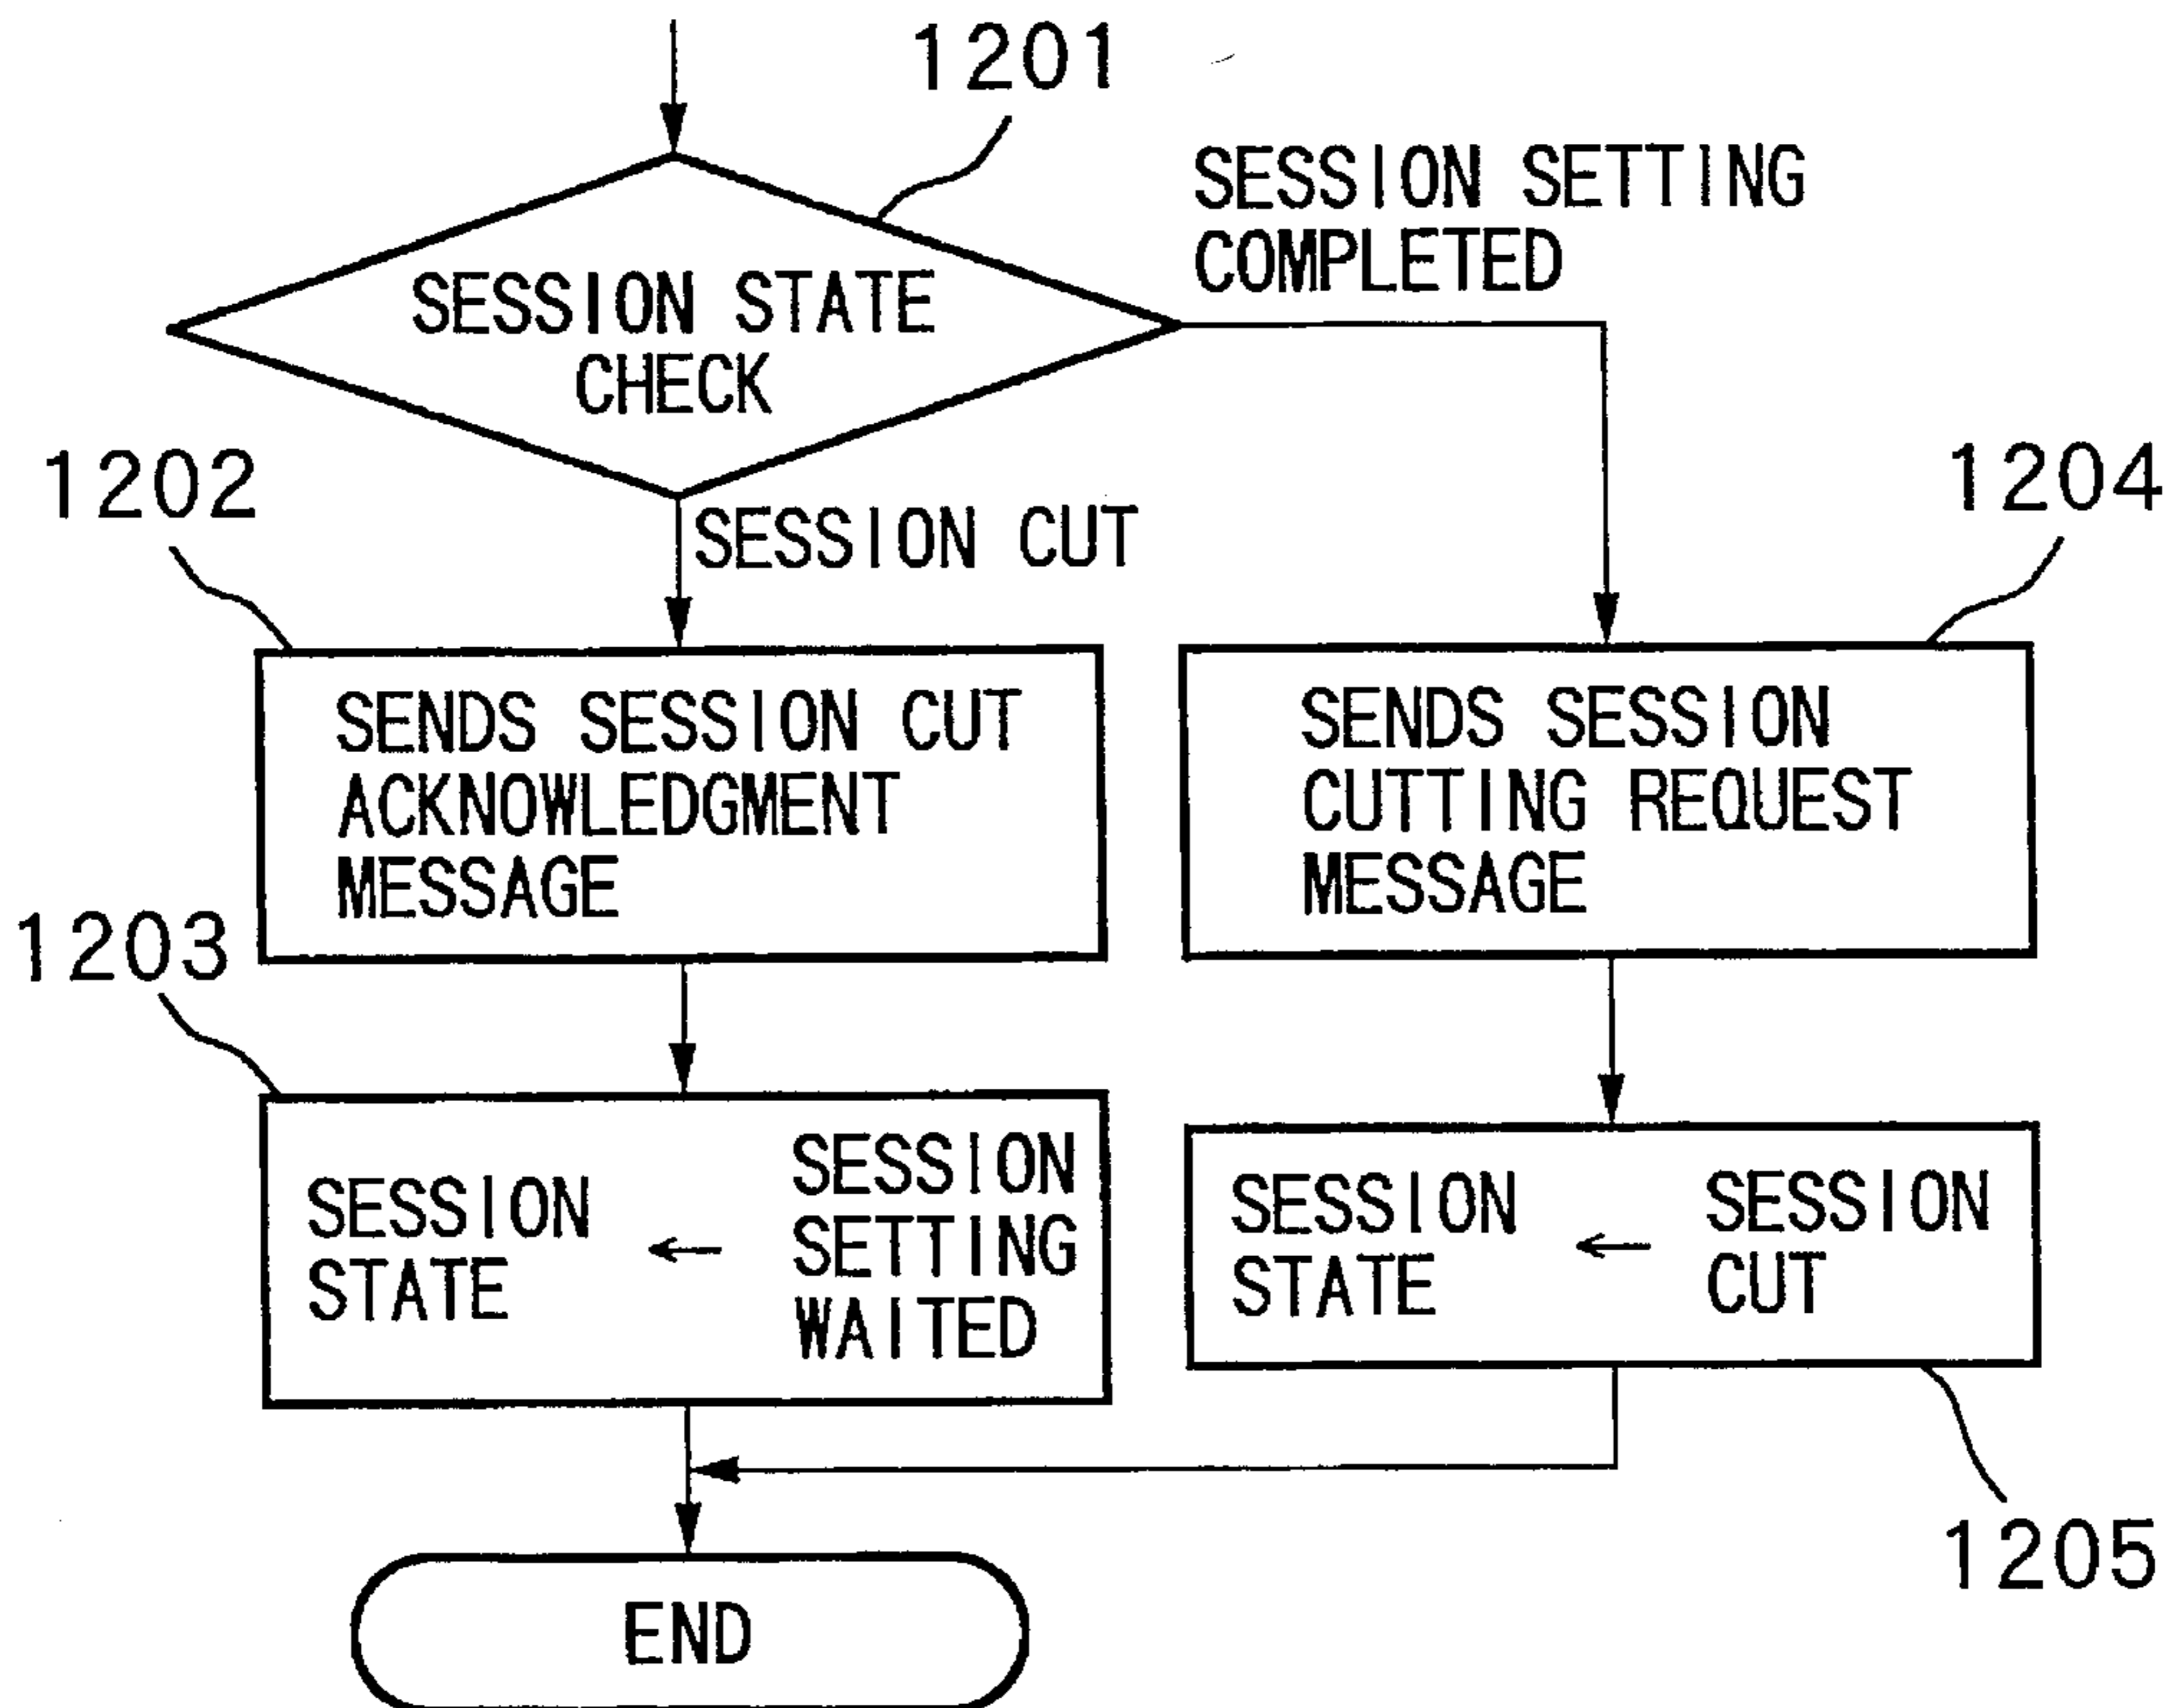 1201
SESSION SETTING
COMPLETED
SESSION STATE
CHECK
1202
1204
SESSION CUT
SENDS SESSION CUT
ACKNOWLEDGMENT
MESSAGE
SENDS SESSION
CUTTING REQUEST
MESSAGE
1203
SESSION
STATE
←
SESSION
SETTING
WAITED
SESSION
STATE
←
SESSION
CUT
1205
END